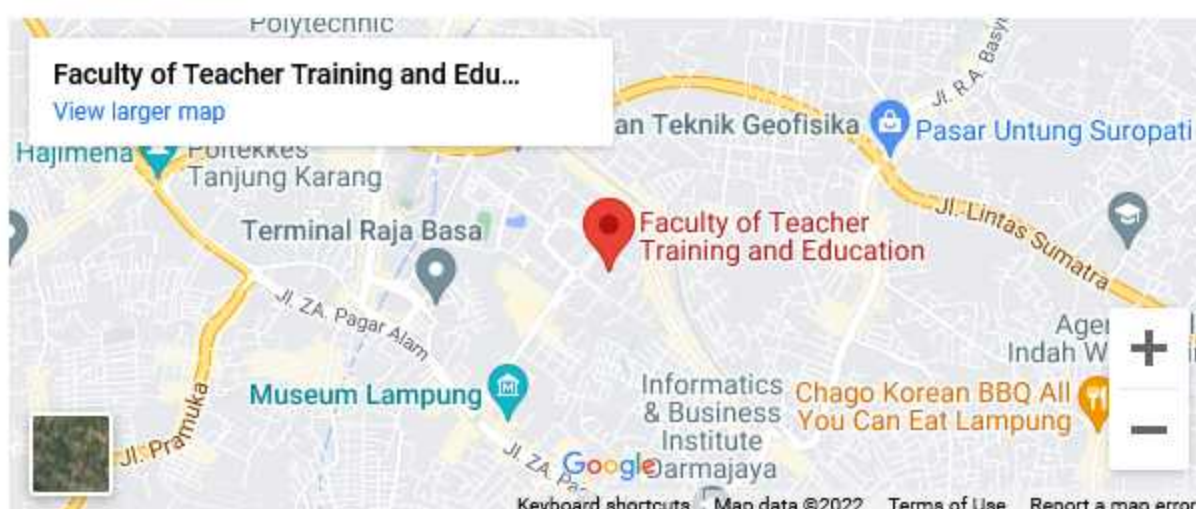 Polytechnic
Faculty of Teacher Training and Edu...
View larger map
Jl. R.A. Basy
an Teknik Geofisika
Pasar Untung Suropati
Hajimena
Poltekkes
Tanjung Karang
Terminal Raja Basa
Faculty of Teacher
Training and Education
Jl. Lintas Sumatra
Jl. ZA. Pagar Alam
Age
Indah W
Museum Lampung
Informatics
& Business
Institute
Darmajaya
Chago Korean BBQ All
You Can Eat Lampung
Jl. Pramuka
Jl. ZA. Pa
Google
Keyboard shortcuts
Map data ©2022
Terms of Use
Report a map error